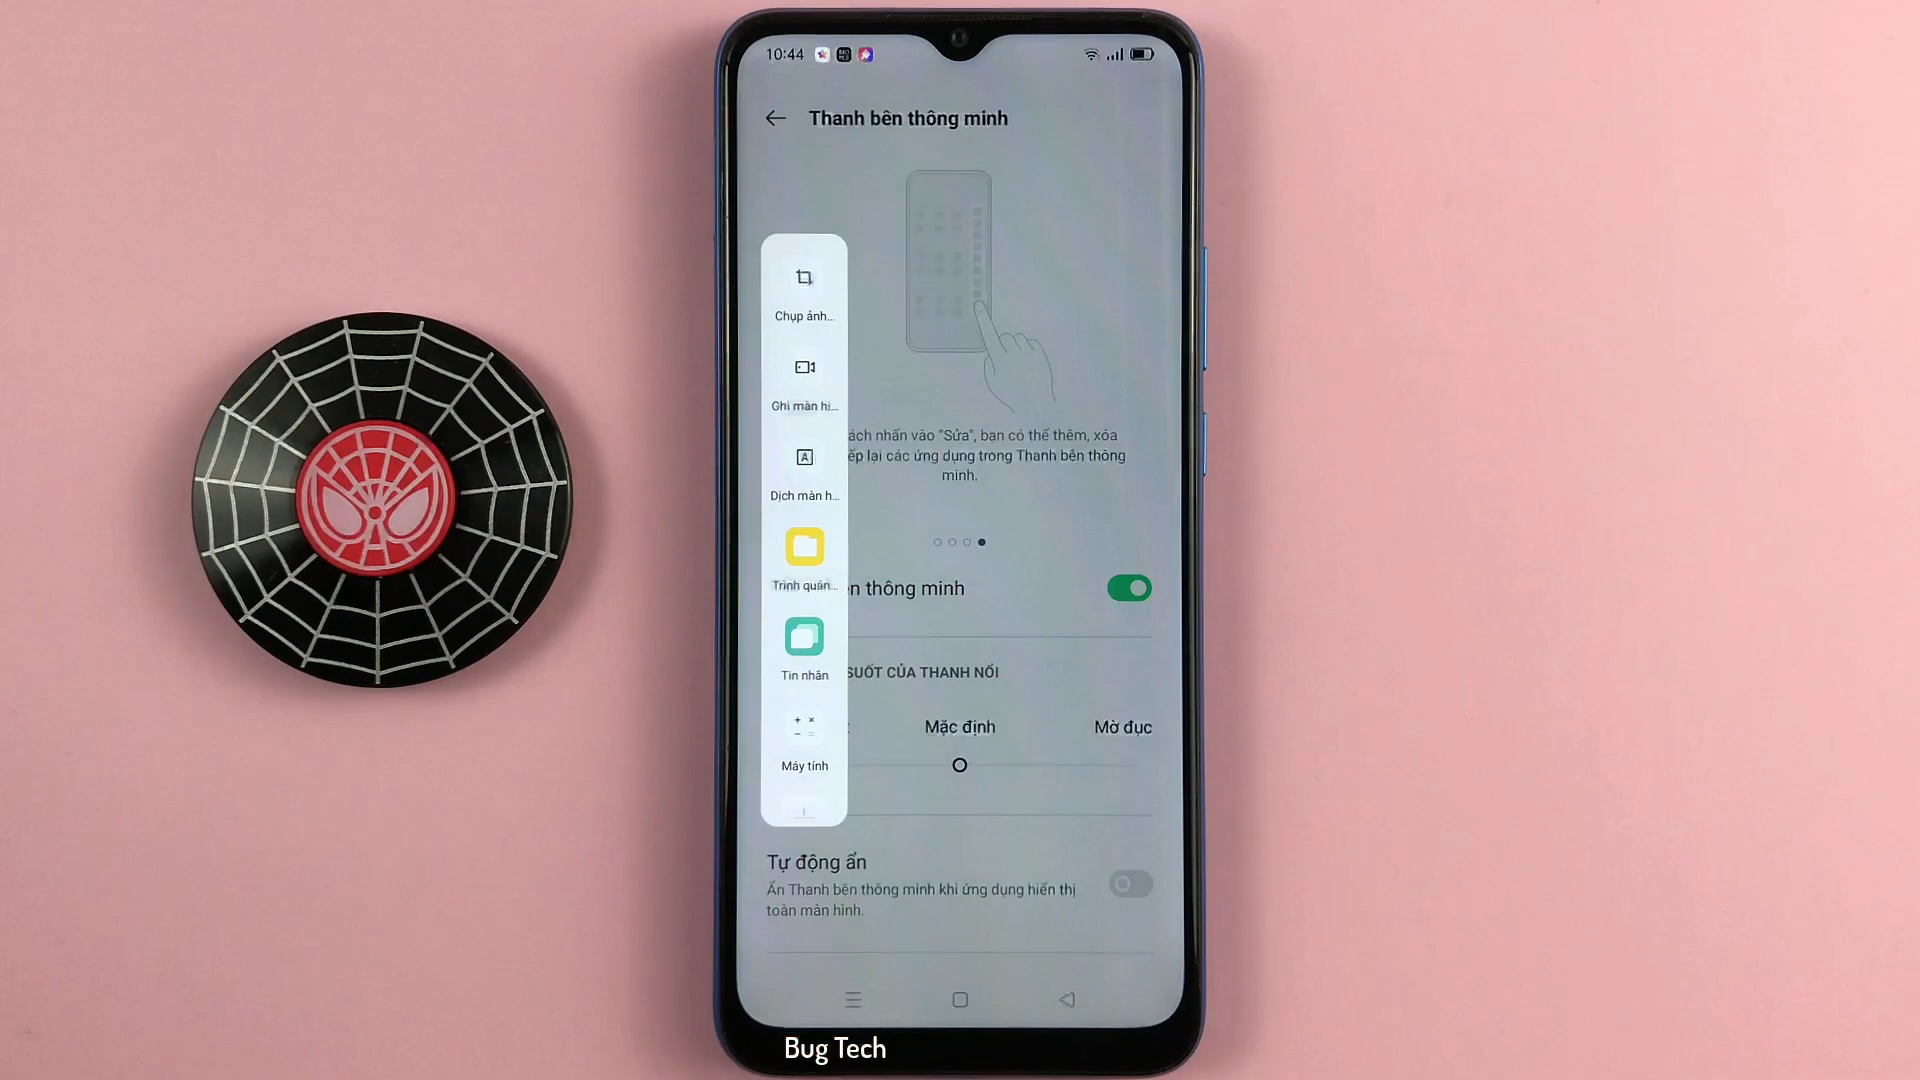 10:44
Thanh bên thông minh
Chụp ảnh...
Ghi màn hì...
Dịch màn h...
Trình quản...
Tin nhắn
Máy tính
ách nhấn vào "Sửa", bạn có thể thêm, xóa
ếp lại các ứng dụng trong Thanh bên thông
minh.
n thông minh
SUỐT CỦA THANH NỔI
Mặc định
Mờ đục
Tự động ẩn
Ẩn Thanh bên thông minh khi ứng dụng hiển thị
toàn màn hình.
Bug Tech